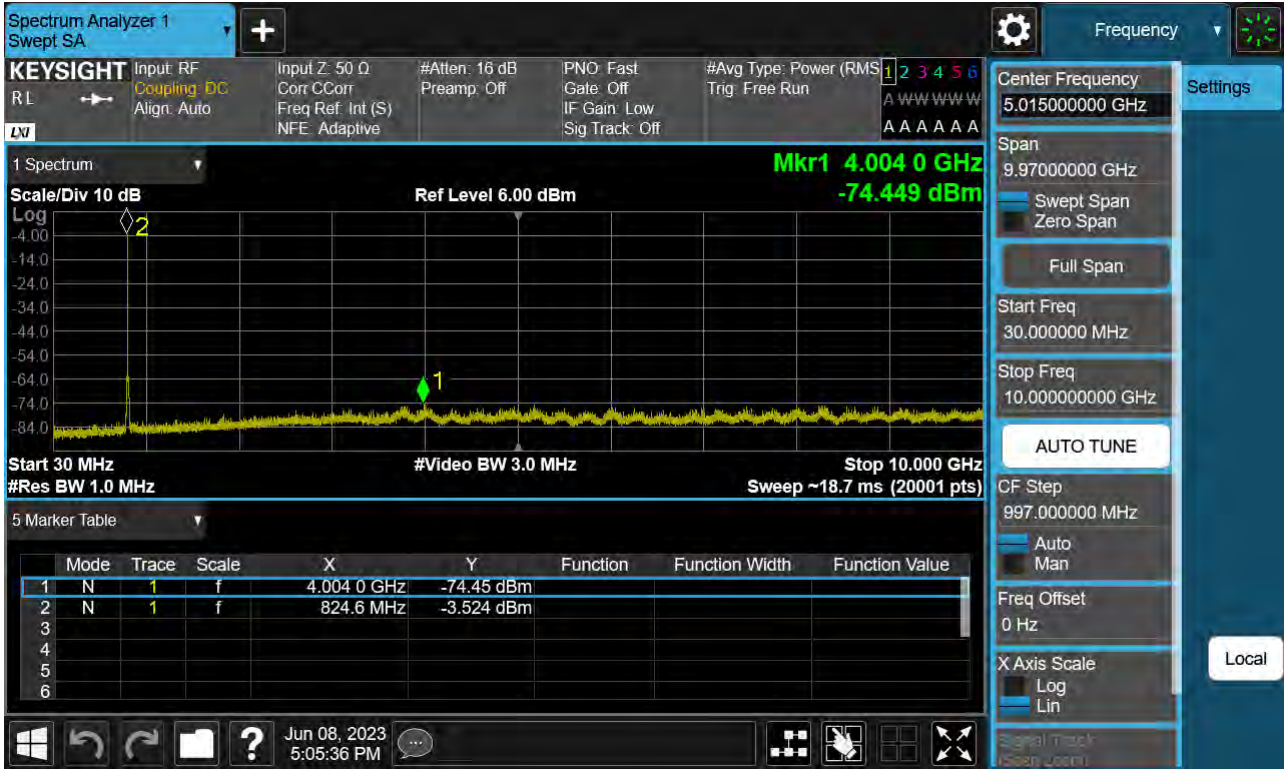 Spectrum Analyzer 1
Swept SA
+
Frequency
KEYSIGHT
RL
LXI
Input: RF
Coupling: DC
Align: Auto
Input Z: 50 Ω
Corr CCorr
Freq Ref: Int (S)
NFE: Adaptive
#Atten: 16 dB
Preamp: Off
PNO: Fast
Gate: Off
IF Gain: Low
Sig Track: Off
#Avg Type: Power (RMS
Trig: Free Run
1 2 3 4 5 6
A W W W W W
A A A A A A
Center Frequency
5.015000000 GHz
Settings
1 Spectrum
Mkr1 4.004 0 GHz
-74.449 dBm
Scale/Div 10 dB
Ref Level 6.00 dBm
Log
-4.00
-14.0
-24.0
-34.0
-44.0
-54.0
-64.0
-74.0
-84.0
2
1
Start 30 MHz
#Video BW 3.0 MHz
Stop 10.000 GHz
#Res BW 1.0 MHz
Sweep ~18.7 ms (20001 pts)
Span
9.97000000 GHz
Swept Span
Zero Span
Full Span
Start Freq
30.000000 MHz
Stop Freq
10.000000000 GHz
AUTO TUNE
CF Step
997.000000 MHz
Auto
Man
Freq Offset
0 Hz
X Axis Scale
Log
Lin
Signal Track
(Span Zoom)
Local
5 Marker Table
Mode Trace Scale X Y Function Function Width Function Value
1 N 1 f 4.004 0 GHz -74.45 dBm
2 N 1 f 824.6 MHz -3.524 dBm
3
4
5
6
?
Jun 08, 2023
5:05:36 PM